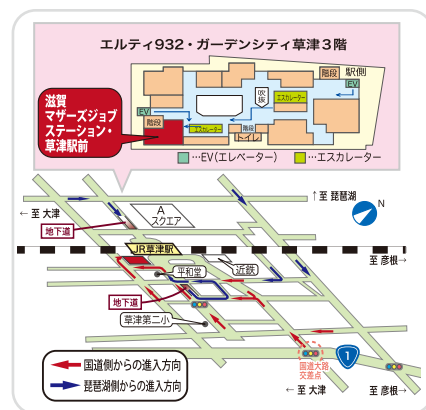 エルティ932・ガーデンシティ草津3階
階段
駅側
EV
吹抜
エスカレーター
滋賀
マザーズジョブ
ステーション・
草津駅前
EV
階段
エスカレーター
階段
トイレ
…EV(エレベーター)
…エスカレーター
↑至 琵琶湖
N
← 至 大津
A
スクエア
地下道
JR草津駅
至 彦根→
平和堂
近鉄
地下道
草津第二小
国道大路
交差点
1
国道側からの進入方向
琵琶湖側からの進入方向
← 至 大津
至 彦根→